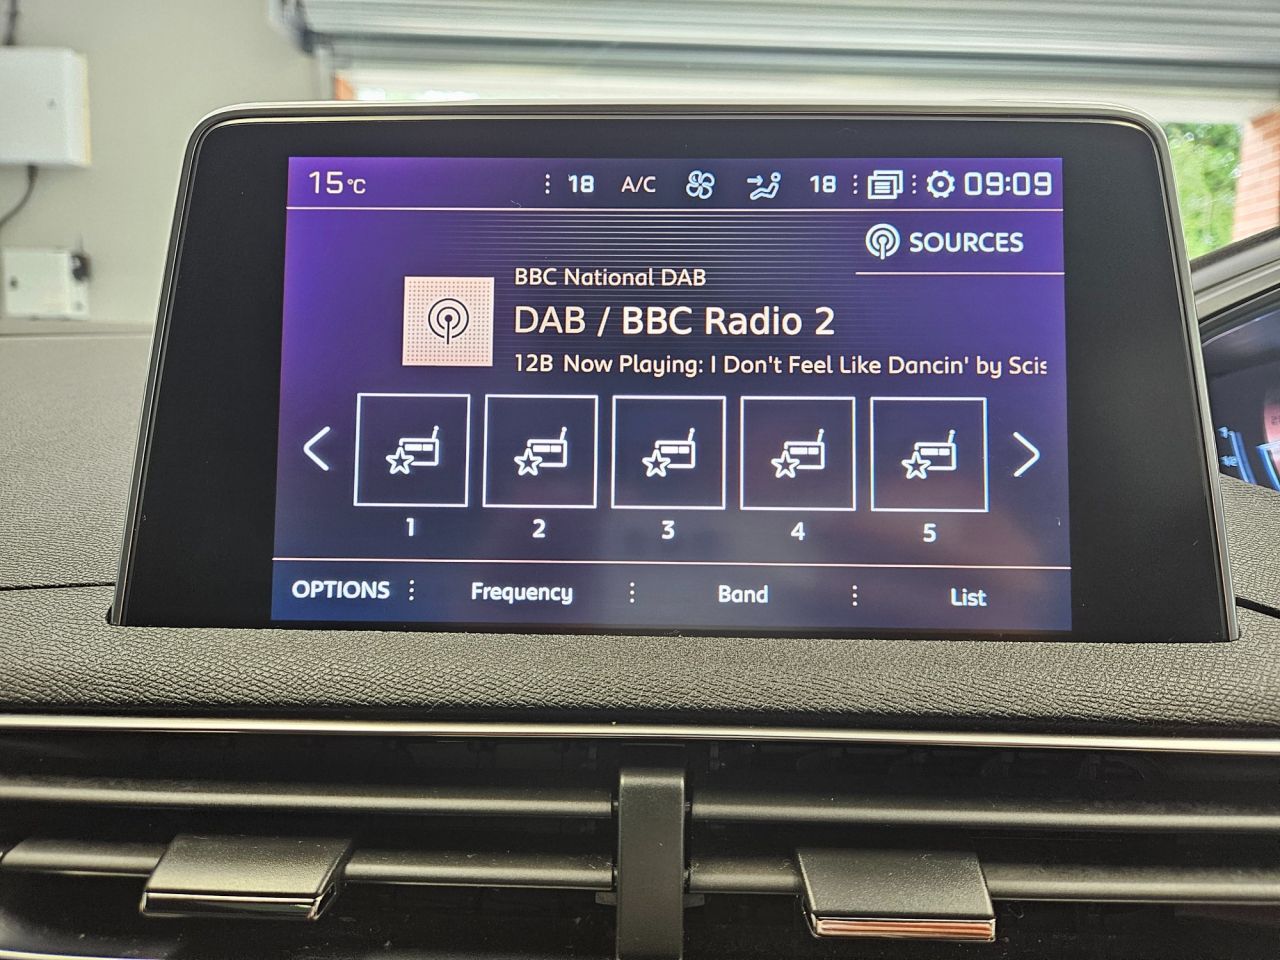 15°C 18 A/C 18 09:09
SOURCES
BBC National DAB
DAB / BBC Radio 2
12B Now Playing: I Don't Feel Like Dancin' by Scis
1 2 3 4 5
OPTIONS Frequency Band List